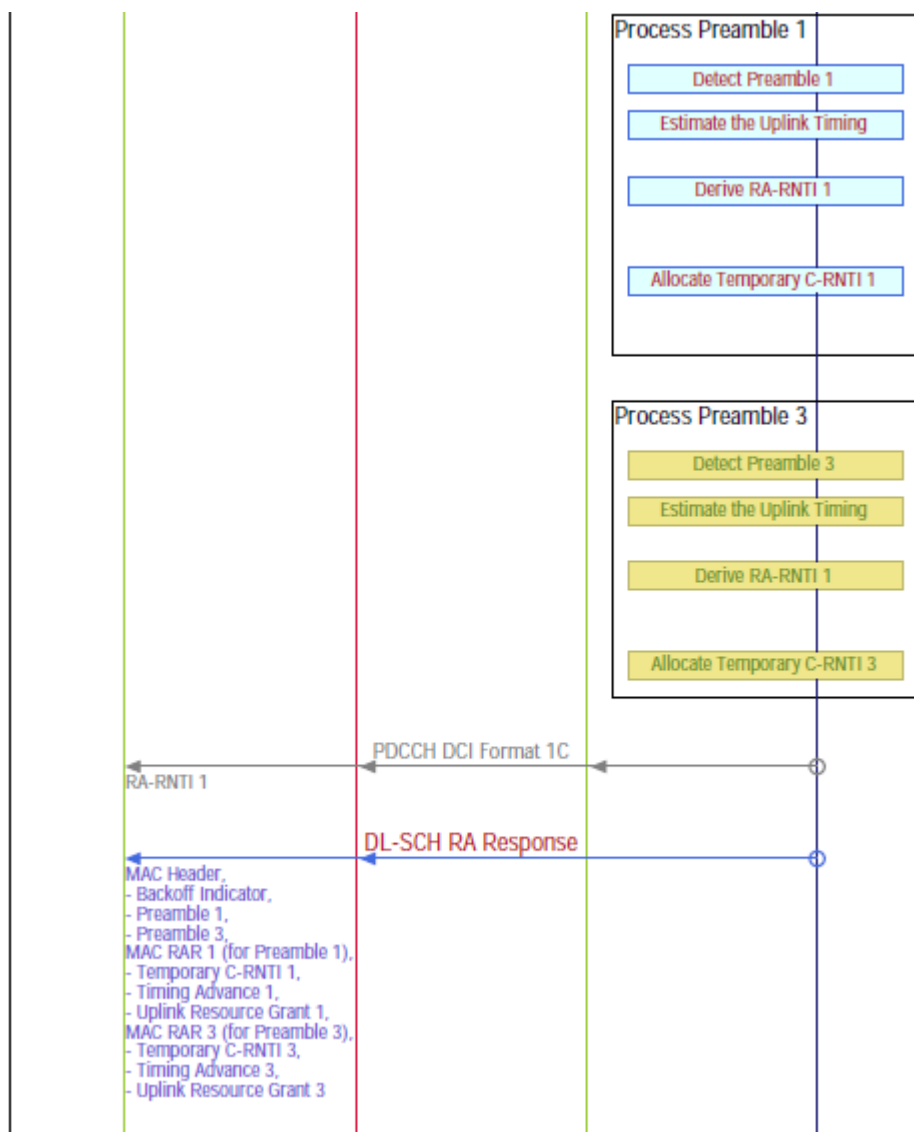 Process Preamble 1
Detect Preamble 1
Estimate the Uplink Timing
Derive RA-RNTI 1
Allocate Temporary C-RNTI 1
Process Preamble 3
Detect Preamble 3
Estimate the Uplink Timing
Derive RA-RNTI 1
Allocate Temporary C-RNTI 3
PDCCH DCI Format 1C
RA-RNTI 1
DL-SCH RA Response
MAC Header,
- Backoff Indicator,
- Preamble 1,
- Preamble 3,
MAC RAR 1 (for Preamble 1),
- Temporary C-RNTI 1,
- Timing Advance 1,
- Uplink Resource Grant 1,
MAC RAR 3 (for Preamble 3),
- Temporary C-RNTI 3,
- Timing Advance 3,
- Uplink Resource Grant 3